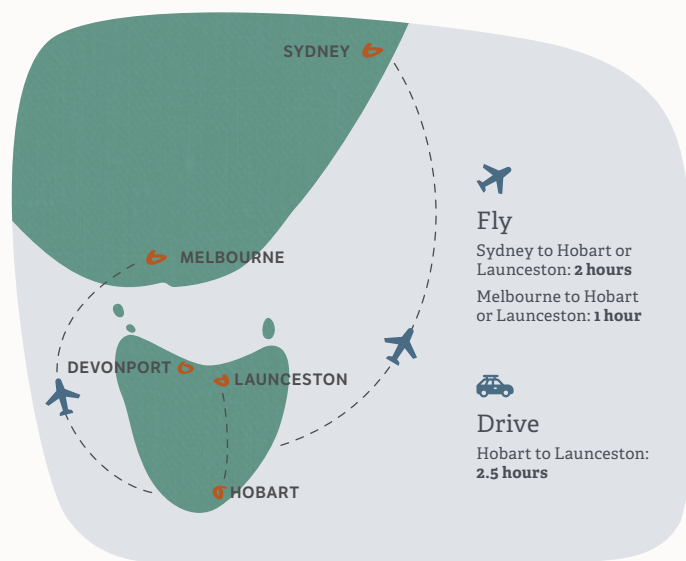 SYDNEY
MELBOURNE
DEVONPORT
LAUNCESTON
HOBART
Fly
Sydney to Hobart or
Launceston: 2 hours
Melbourne to Hobart
or Launceston: 1 hour
Drive
Hobart to Launceston:
2.5 hours